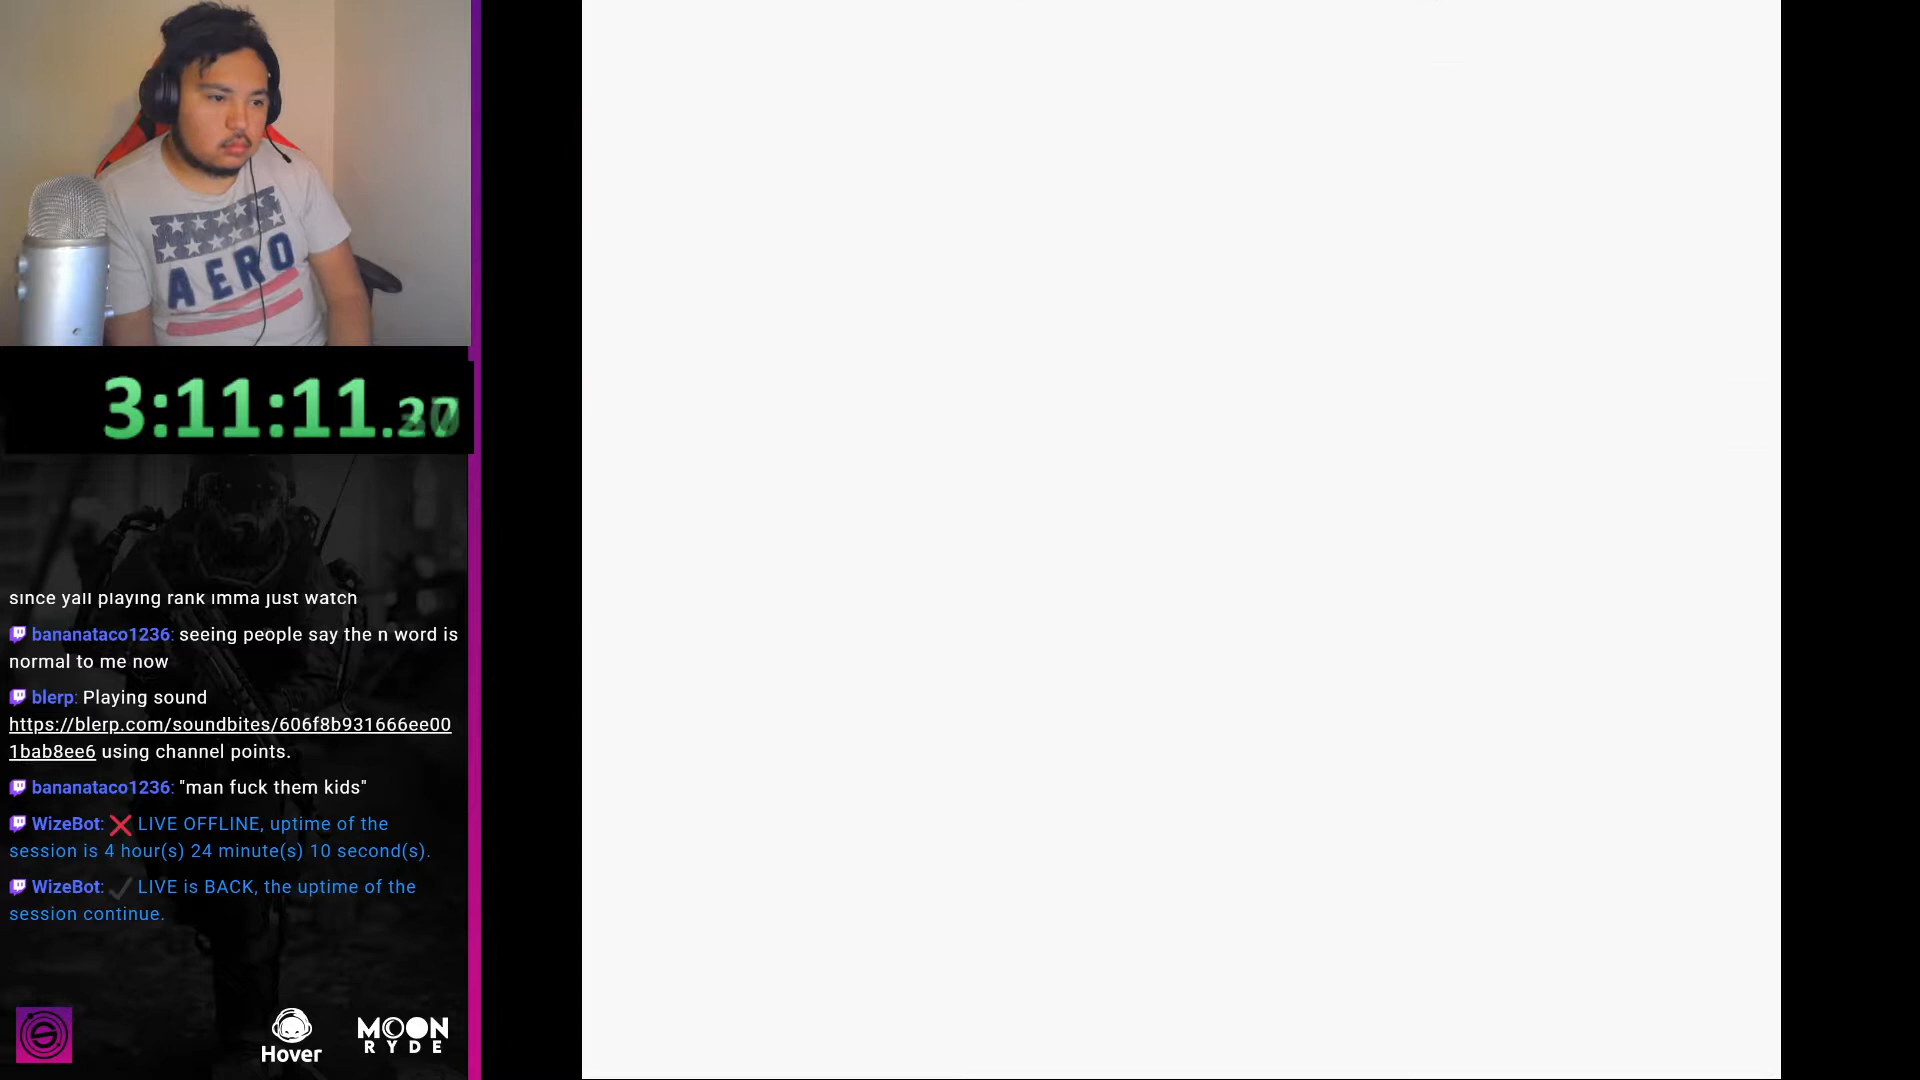 AERO
3:11:11.
since yall playing rank imma just watch
bananataco1236: seeing people say the n word is
normal to me now
blerp: Playing sound
https://blerp.com/soundbites/606f8b931666ee00
1bab8ee6 using channel points.
bananataco1236: "man fuck them kids"
WizeBot: ❌ LIVE OFFLINE, uptime of the
session is 4 hour(s) 24 minute(s) 10 second(s).
WizeBot: ✔ LIVE is BACK, the uptime of the
session continue.
Hover
MOON
RYDE